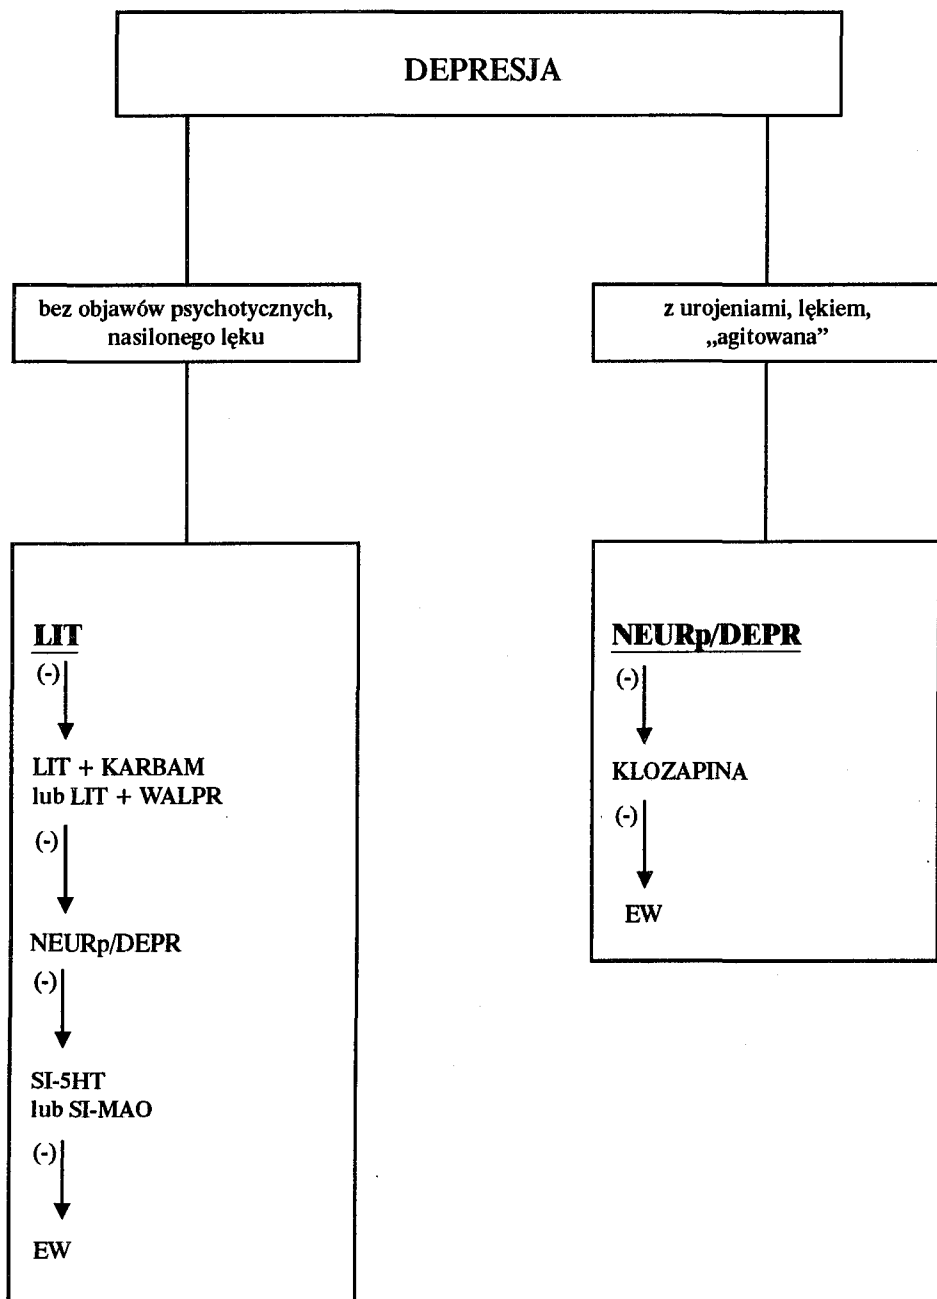 DEPRESJA
bez objawów psychotycznych,
nasilonego lęku
z urojeniami, lękiem,
„agitowana”
LIT
(-)
LIT + KARBAM
lub LIT + WALPR
(-)
NEURp/DEPR
(-)
SI-5HT
lub SI-MAO
(-)
EW
NEURp/DEPR
(-)
KLOZAPINA
(-)
EW